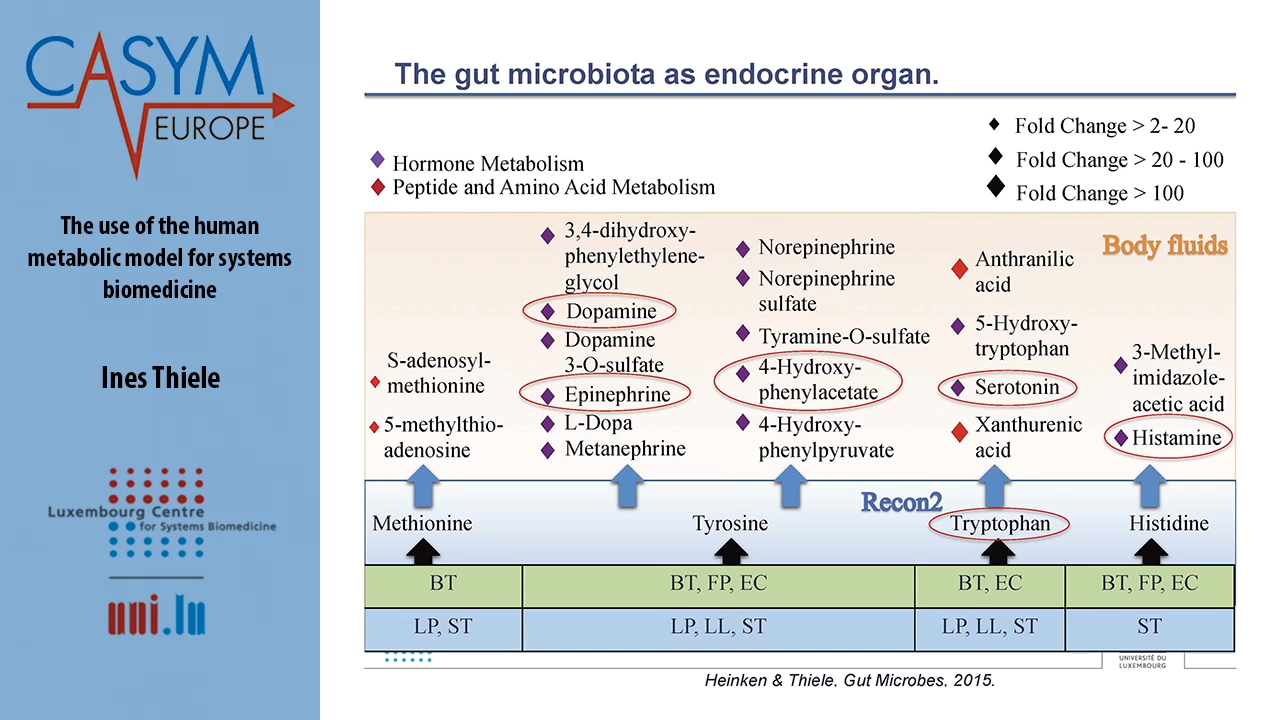 CASYM
EUROPE
The use of the human
metabolic model for systems
biomedicine
Ines Thiele
Luxembourg Centre
for Systems Biomedicine
uni.lu
The gut microbiota as endocrine organ.
Fold Change > 2- 20
Fold Change > 20 - 100
Fold Change > 100
Hormone Metabolism
Peptide and Amino Acid Metabolism
Body fluids
S-adenosyl-
methionine
5-methylthio-
adenosine
3,4-dihydroxy-
phenylethylene-
glycol
Dopamine
Dopamine
3-O-sulfate
Epinephrine
L-Dopa
Metanephrine
Norepinephrine
Norepinephrine
sulfate
Tyramine-O-sulfate
4-Hydroxy-
phenylacetate
4-Hydroxy-
phenylpyruvate
Anthranilic
acid
5-Hydroxy-
tryptophan
Serotonin
Xanthurenic
acid
3-Methyl-
imidazole-
acetic acid
Histamine
Recon2
Methionine
Tyrosine
Tryptophan
Histidine
BT
BT, FP, EC
BT, EC
BT, FP, EC
LP, ST
LP, LL, ST
LP, LL, ST
ST
UNIVERSITÉ DU
LUXEMBOURG
Heinken & Thiele, Gut Microbes, 2015.